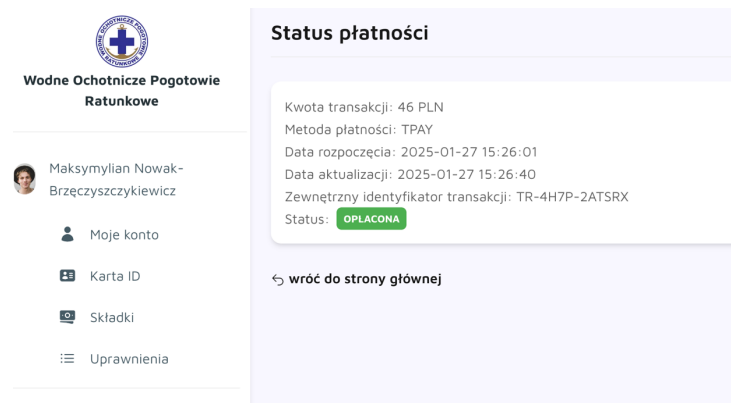 Wodne Ochotnicze Pogotowie
Ratunkowe
Maksymylian Nowak-
Brzęczyszczykiewicz
Moje konto
Karta ID
Składki
Uprawnienia
Status płatności
Kwota transakcji: 46 PLN
Metoda płatności: TPAY
Data rozpoczęcia: 2025-01-27 15:26:01
Data aktualizacji: 2025-01-27 15:26:40
Zewnętrzny identyfikator transakcji: TR-4H7P-2ATSRX
Status: OPŁACONA
wróć do strony głównej